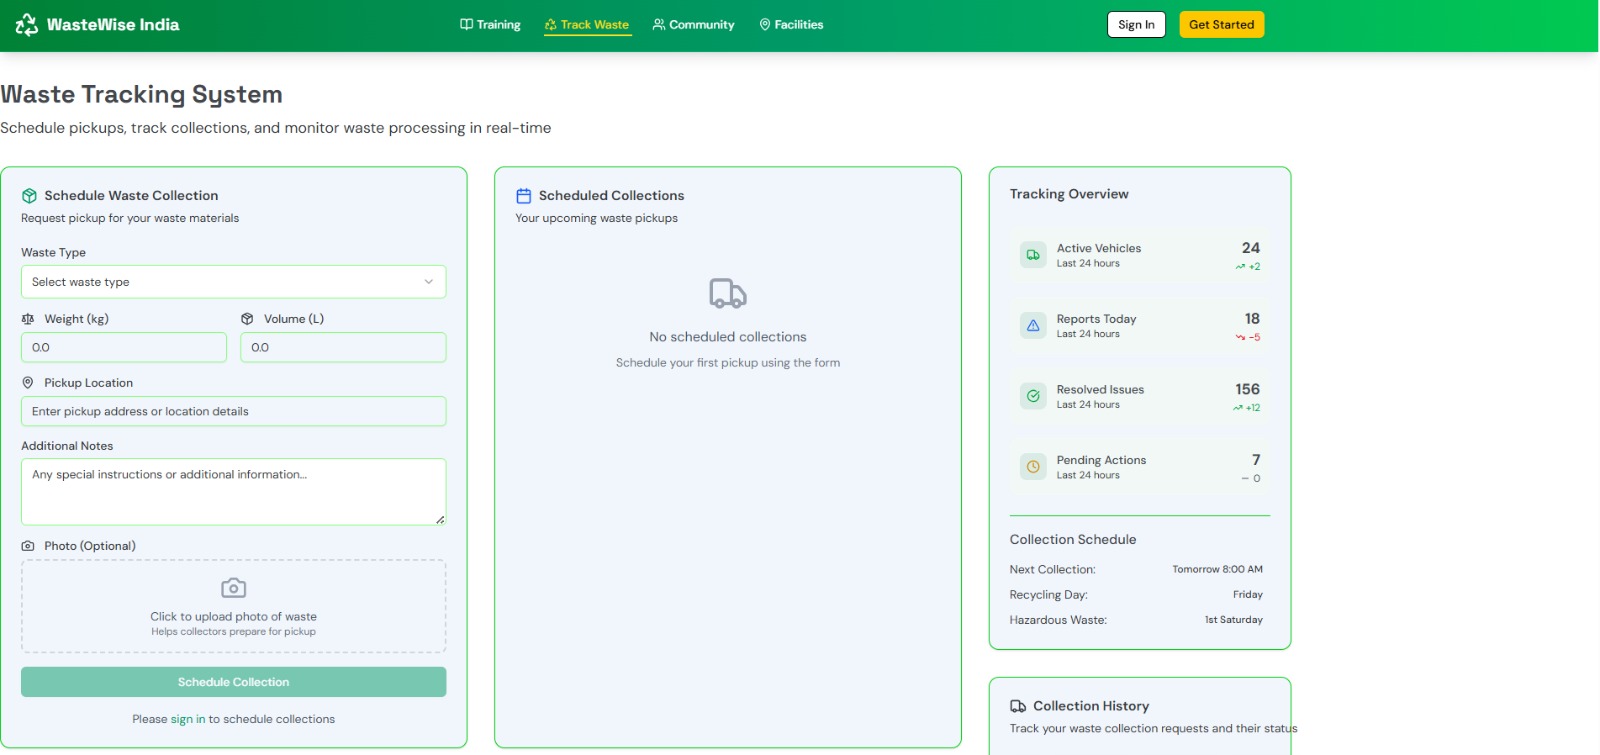 WasteWise India
Training
Track Waste
Community
Facilities
Sign In
Get Started
Waste Tracking System
Schedule pickups, track collections, and monitor waste processing in real-time
Schedule Waste Collection
Request pickup for your waste materials
Waste Type
Select waste type
Weight (kg)
Volume (L)
0.0
0.0
Pickup Location
Enter pickup address or location details
Additional Notes
Any special instructions or additional information...
Photo (Optional)
Click to upload photo of waste
Helps collectors prepare for pickup
Schedule Collection
Please sign in to schedule collections
Scheduled Collections
Your upcoming waste pickups
No scheduled collections
Schedule your first pickup using the form
Tracking Overview
Active Vehicles
24
Last 24 hours
+2
Reports Today
18
Last 24 hours
-5
Resolved Issues
156
Last 24 hours
+12
Pending Actions
7
Last 24 hours
0
Collection Schedule
Next Collection: Tomorrow 8:00 AM
Recycling Day: Friday
Hazardous Waste: 1st Saturday
Collection History
Track your waste collection requests and their status